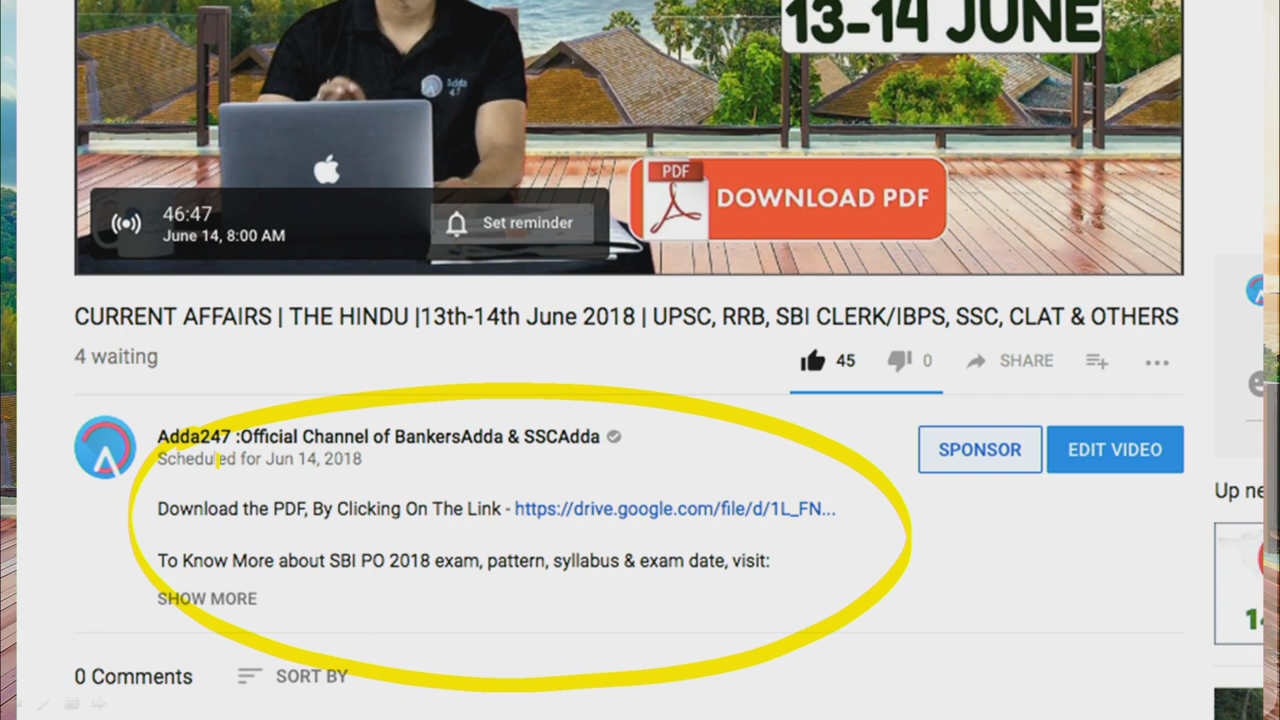 13-14 JUNE
Adda
47
PDF
DOWNLOAD PDF
46:47
June 14, 8:00 AM
Set reminder
CURRENT AFFAIRS | THE HINDU |13th-14th June 2018 | UPSC, RRB, SBI CLERK/IBPS, SSC, CLAT & OTHERS
4 waiting
45
0
SHARE
Adda247 :Official Channel of BankersAdda & SSCAdda
Scheduled for Jun 14, 2018
SPONSOR
EDIT VIDEO
Download the PDF, By Clicking On The Link - https://drive.google.com/file/d/1L_FN...
To Know More about SBI PO 2018 exam, pattern, syllabus & exam date, visit:
SHOW MORE
Up ne
0 Comments
SORT BY